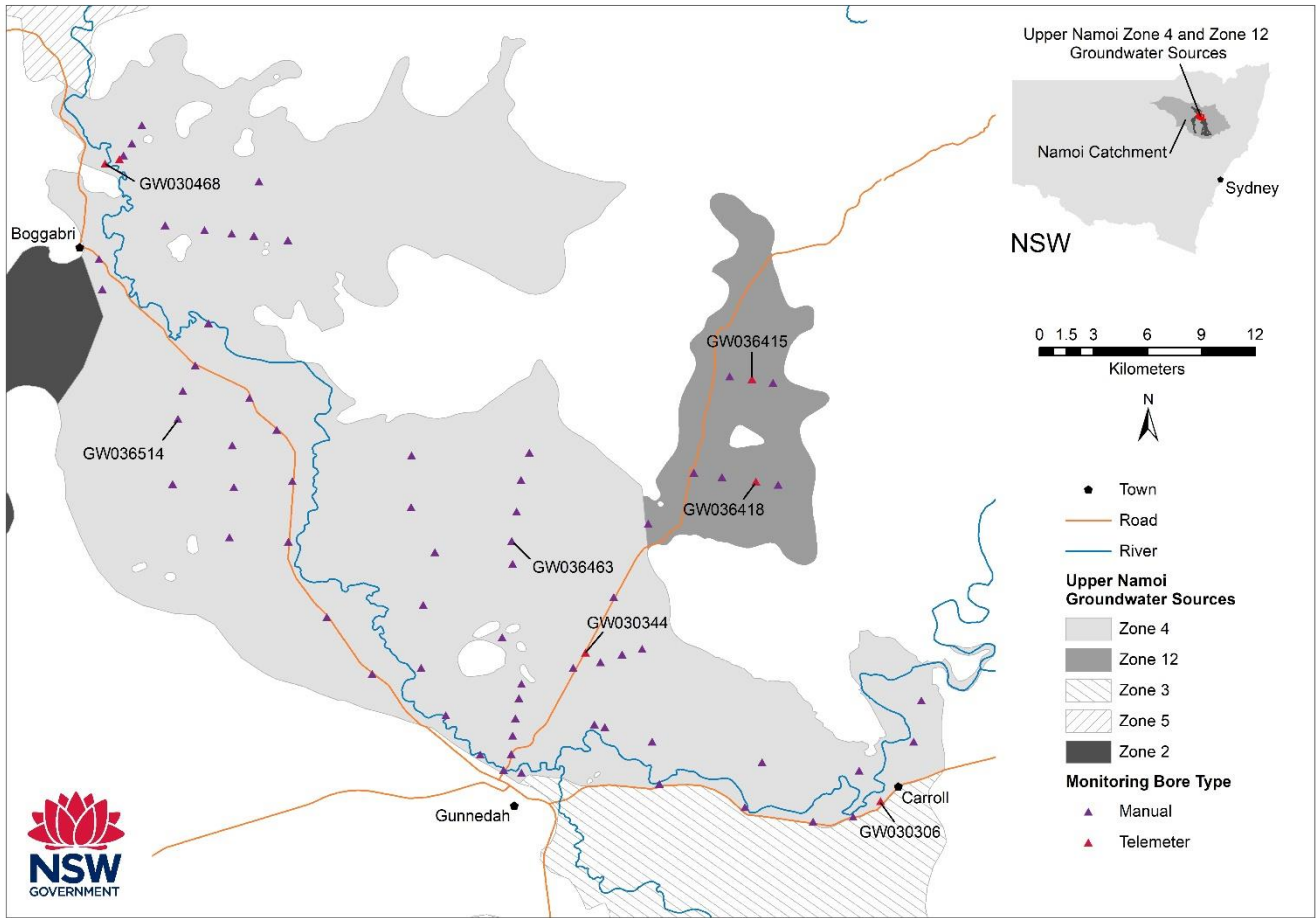 Upper Namoi Zone 4 and Zone 12
Groundwater Sources
Namoi Catchment
Sydney
NSW
GW030468
Boggabri
GW036415
GW036514
GW036418
GW036463
GW030344
Gunnedah
Carroll
GW030306
0 1.5 3 6 9 12
Kilometers
N
Town
Road
River
Upper Namoi
Groundwater Sources
Zone 4
Zone 12
Zone 3
Zone 5
Zone 2
Monitoring Bore Type
Manual
Telemeter
NSW
GOVERNMENT